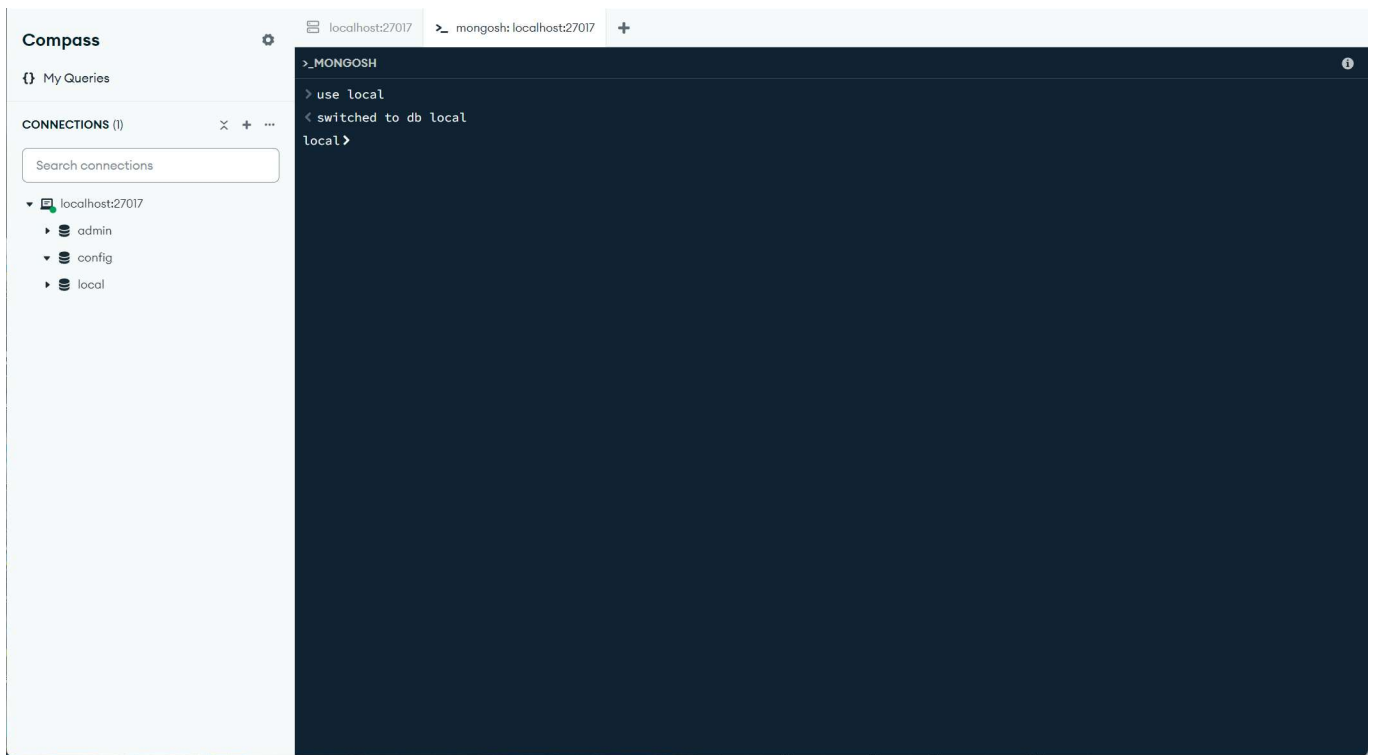 Compass
{} My Queries
CONNECTIONS (1)
Search connections
localhost:27017
admin
config
local
localhost:27017
>_ mongosh: localhost:27017
>_MONGOSH
> use local
< switched to db local
local>